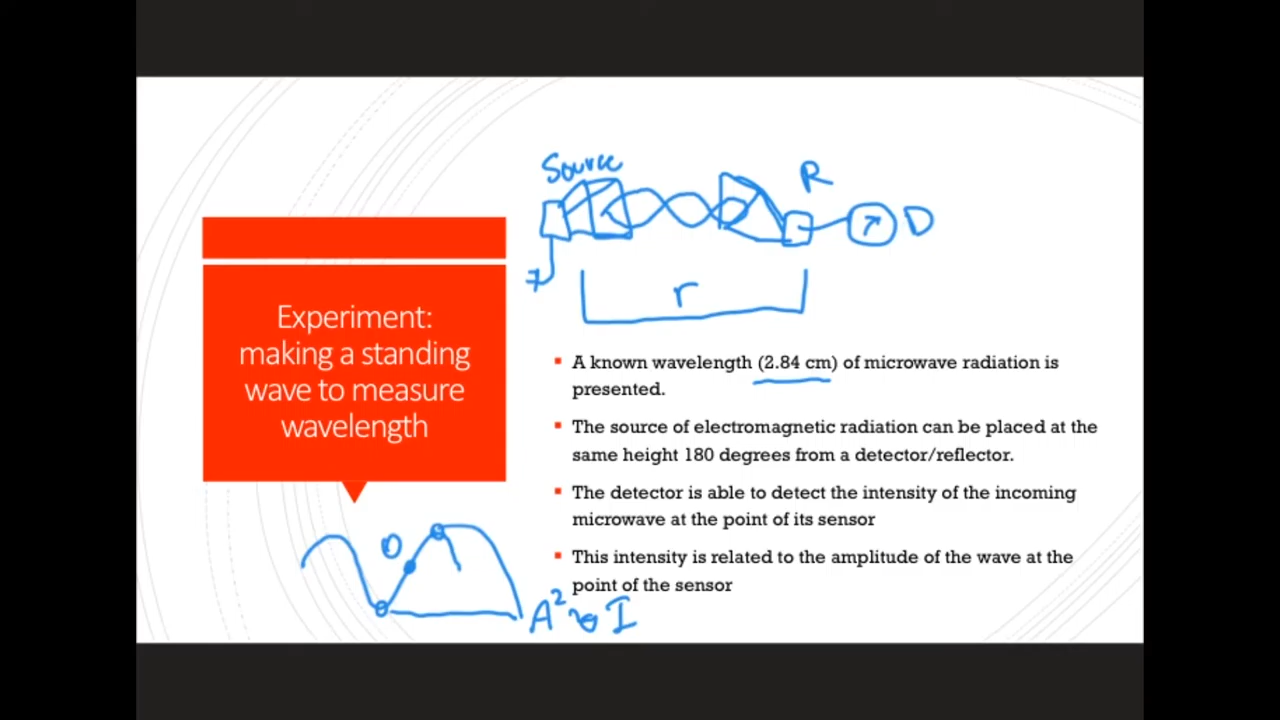 Source
R
D
r
Experiment:
making a standing
wave to measure
wavelength
▪ A known wavelength (2.84 cm) of microwave radiation is
presented.
▪ The source of electromagnetic radiation can be placed at the
same height 180 degrees from a detector/reflector.
▪ The detector is able to detect the intensity of the incoming
microwave at the point of its sensor
▪ This intensity is related to the amplitude of the wave at the
point of the sensor
0
A² ∝ I